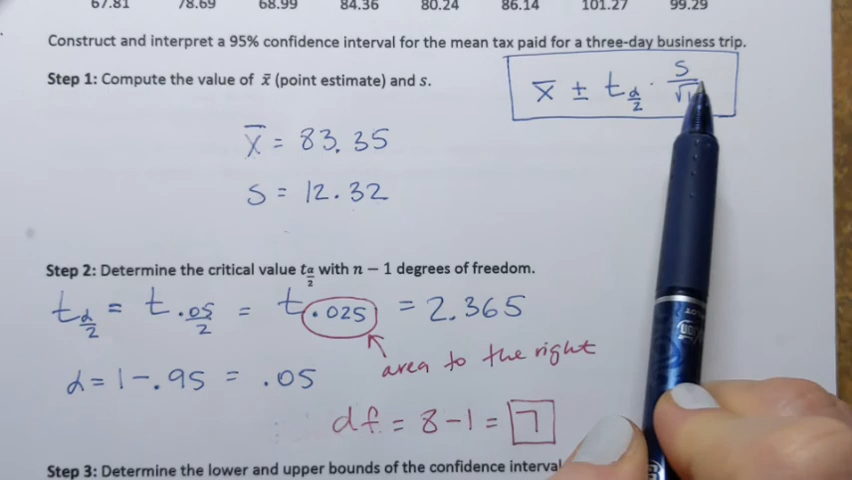 67.81 78.69 68.99 84.36 80.24 86.14 101.27 99.29
Construct and interpret a 95% confidence interval for the mean tax paid for a three-day business trip.
Step 1: Compute the value of x̄ (point estimate) and s.
x̄ ± t α/2 · s/√
x̄ = 83.35
s = 12.32
Step 2: Determine the critical value t α/2 with n − 1 degrees of freedom.
t α/2 = t .05/2 = t .025 = 2.365
area to the right
α = 1 - .95 = .05
df = 8 - 1 = 7
Step 3: Determine the lower and upper bounds of the confidence interval